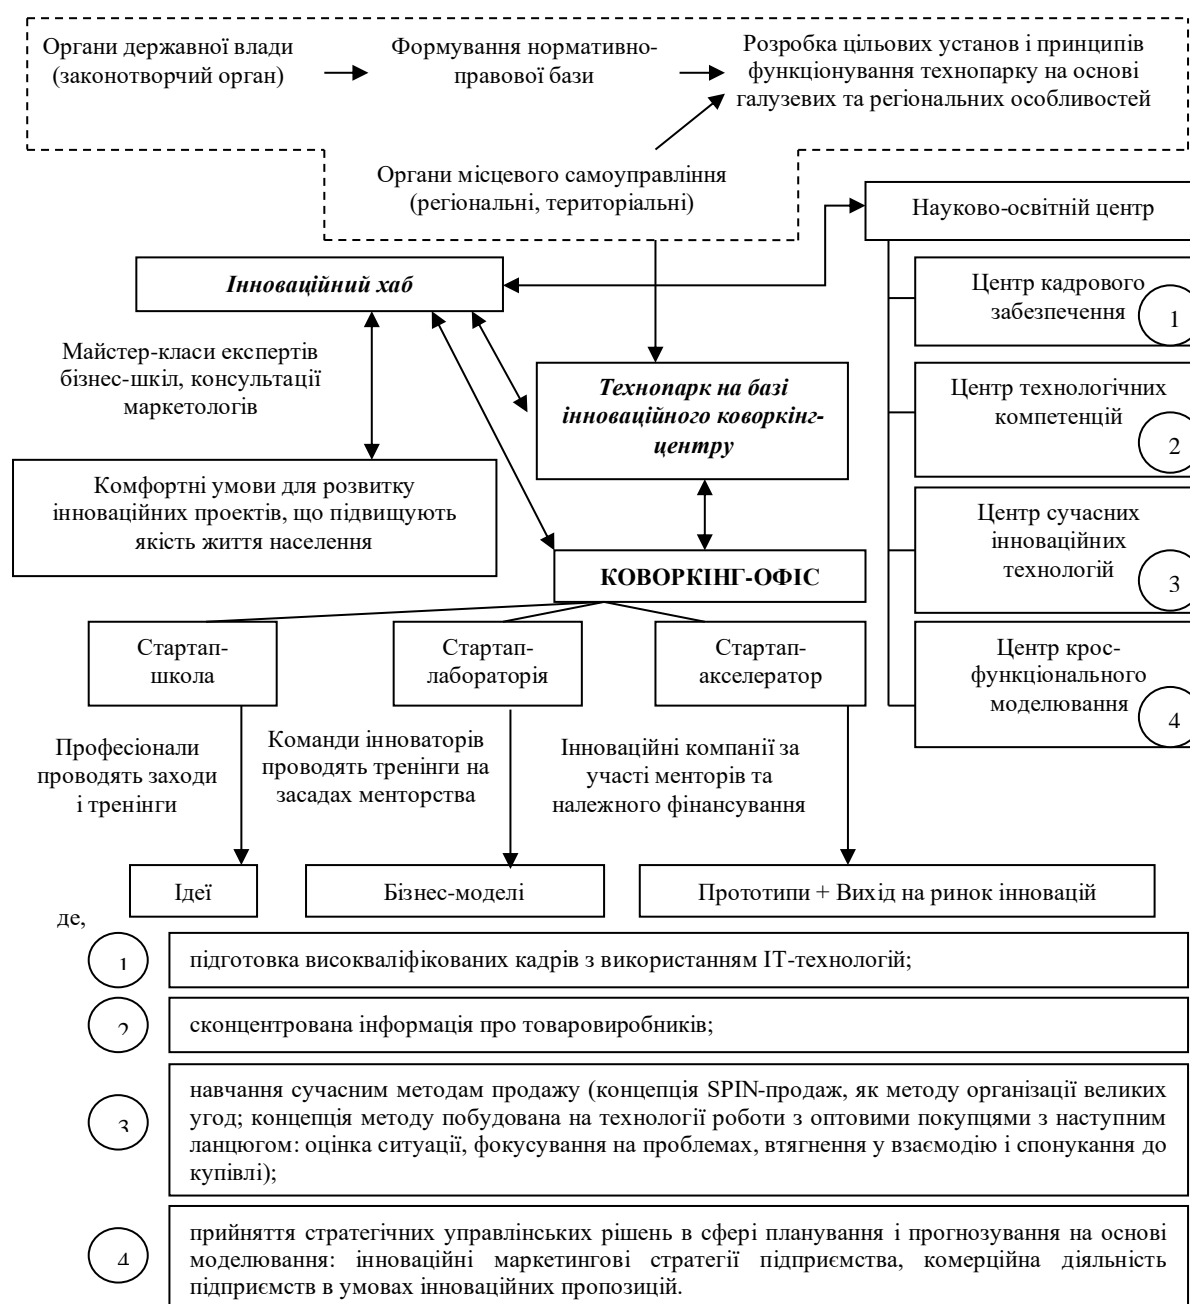 Органи державної влади
(законотворчий орган)
Формування нормативно-
правової бази
Розробка цільових установ і принципів
функціонування технопарку на основі
галузевих та регіональних особливостей
Органи місцевого самоуправління
(регіональні, територіальні)
Науково-освітній центр
Інноваційний хаб
Центр кадрового
забезпечення
1
Майстер-класи експертів
бізнес-шкіл, консультації
маркетологів
Технопарк на базі
інноваційного коворкінг-
центру
Центр технологічних
компетенцій
2
Комфортні умови для розвитку
інноваційних проектів, що підвищують
якість життя населення
Центр сучасних
інноваційних
технологій
3
КОВОРКІНГ-ОФІС
Стартап-
школа
Стартап-
лабораторія
Стартап-
акселератор
Центр крос-
функціонального
моделювання
4
Професіонали
проводять заходи
і тренінги
Команди інноваторів
проводять тренінги на
засадах менторства
Інноваційні компанії за
участі менторів та
належного фінансування
Ідеї
Бізнес-моделі
Прототипи + Вихід на ринок інновацій
де,
1
підготовка висококваліфікованих кадрів з використанням ІТ-технологій;
2
сконцентрована інформація про товаровиробників;
3
навчання сучасним методам продажу (концепція SPIN-продаж, як методу організації великих
угод; концепція методу побудована на технології роботи з оптовими покупцями з наступним
ланцюгом: оцінка ситуації, фокусування на проблемах, втягнення у взаємодію і спонукання до
купівлі);
4
прийняття стратегічних управлінських рішень в сфері планування і прогнозування на основі
моделювання: інноваційні маркетингові стратегії підприємства, комерційна діяльність
підприємств в умовах інноваційних пропозицій.